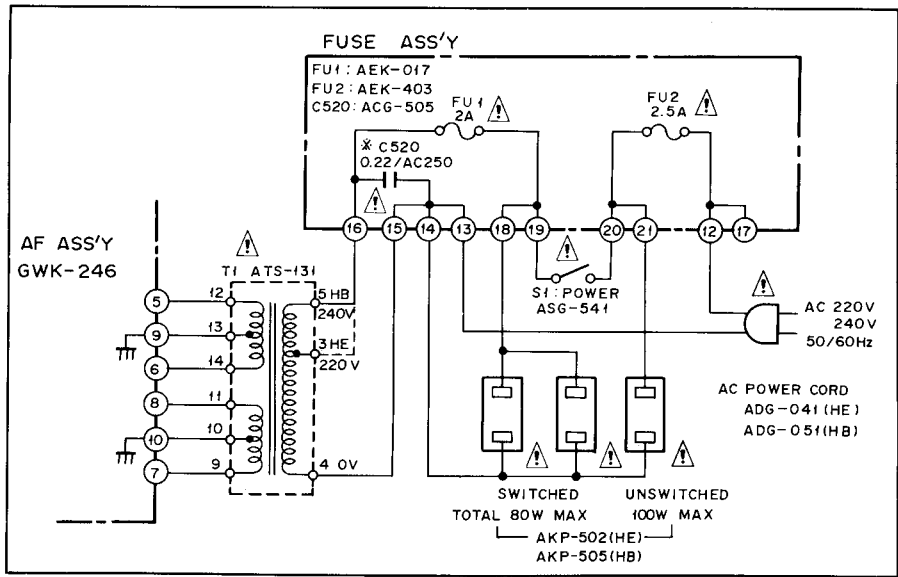 FUSE ASS'Y
FU1 : AEK-017
FU2 : AEK-403
C520: ACG-505
FU1
2A
FU2
2.5A
※ C520
0.22/AC250
16
15
14
13
18
19
20
21
12
17
AF ASS'Y
GWK-246
T1 ATS-131
S1 : POWER
ASG-541
5
9
6
8
10
7
12
13
14
11
10
9
5 HB
240V
3 HE
220V
4 0V
AC 220V
240V
50/60Hz
AC POWER CORD
ADG-041 (HE)
ADG-051(HB)
SWITCHED
TOTAL 80W MAX
UNSWITCHED
100W MAX
AKP-502(HE)
AKP-505(HB)